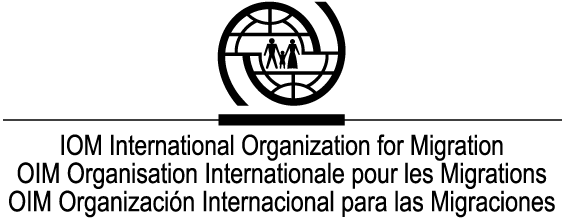 IOM International Organization for Migration
OIM Organisation Internationale pour les Migrations
OIM Organización Internacional para las Migraciones